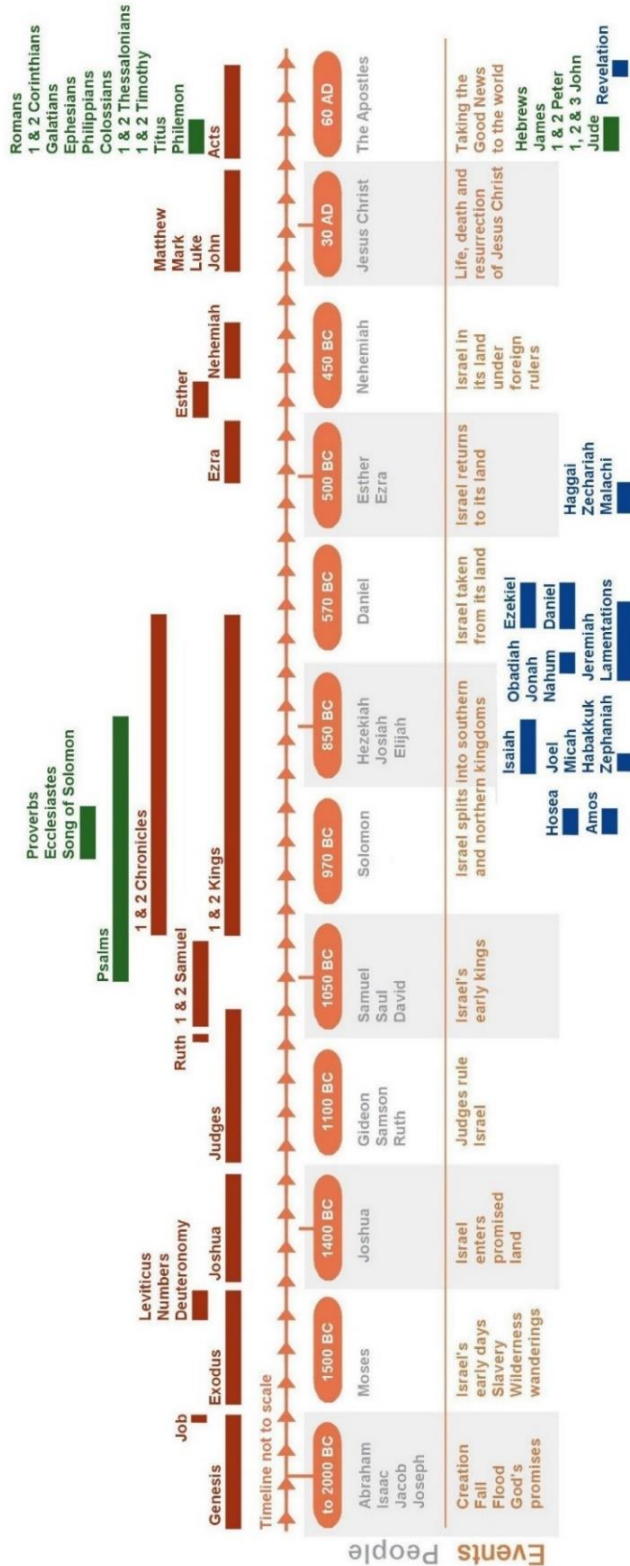 Proverbs
Ecclesiastes
Song of Solomon
Romans
1 & 2 Corinthians
Galatians
Ephesians
Philippians
Colossians
1 & 2 Thessalonians
1 & 2 Timothy
Titus
Philemon
Psalms
Leviticus
Numbers
Deuteronomy
1 & 2 Chronicles
Matthew
Mark
Luke
John
Job
Ruth
1 & 2 Samuel
Esther
Genesis
Exodus
Joshua
Judges
1 & 2 Kings
Ezra
Nehemiah
Acts
Timeline not to scale
to 2000 BC
1500 BC
1400 BC
1100 BC
1050 BC
970 BC
850 BC
570 BC
500 BC
450 BC
30 AD
60 AD
People
Abraham
Isaac
Jacob
Joseph
Moses
Joshua
Gideon
Samson
Ruth
Samuel
Saul
David
Solomon
Hezekiah
Josiah
Elijah
Daniel
Esther
Ezra
Nehemiah
Jesus Christ
The Apostles
Events
Creation
Fall
Flood
God's
promises
Israel's
early days
Slavery
Wilderness
wanderings
Israel
enters
promised
land
Judges rule
Israel
Israel's
early kings
Israel splits into southern
and northern kingdoms
Israel taken
from its land
Israel returns
to its land
Israel in
its land
under
foreign
rulers
Life, death and
resurrection
of Jesus Christ
Taking the
Good News
to the world
Hosea
Amos
Isaiah
Joel
Micah
Habakkuk
Zephaniah
Obadiah
Jonah
Nahum
Jeremiah
Lamentations
Ezekiel
Daniel
Haggai
Zechariah
Malachi
Hebrews
James
1 & 2 Peter
1, 2 & 3 John
Jude
Revelation